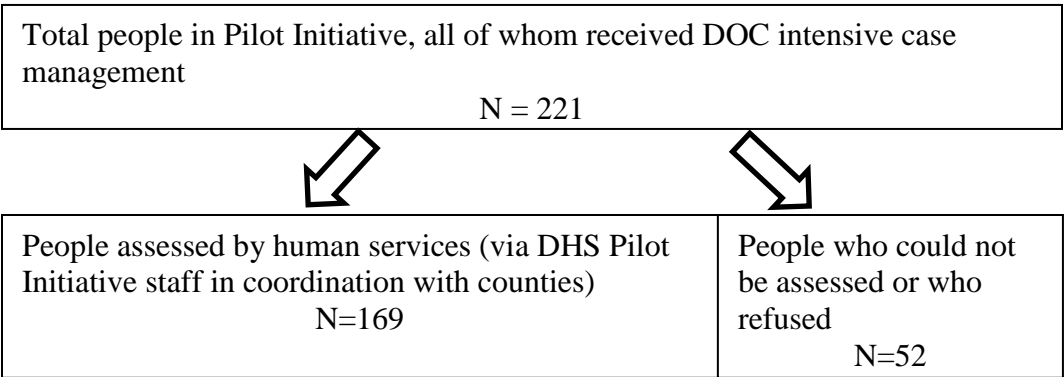 Total people in Pilot Initiative, all of whom received DOC intensive case
management
N = 221
People assessed by human services (via DHS Pilot
Initiative staff in coordination with counties)
N=169
People who could not
be assessed or who
refused
N=52